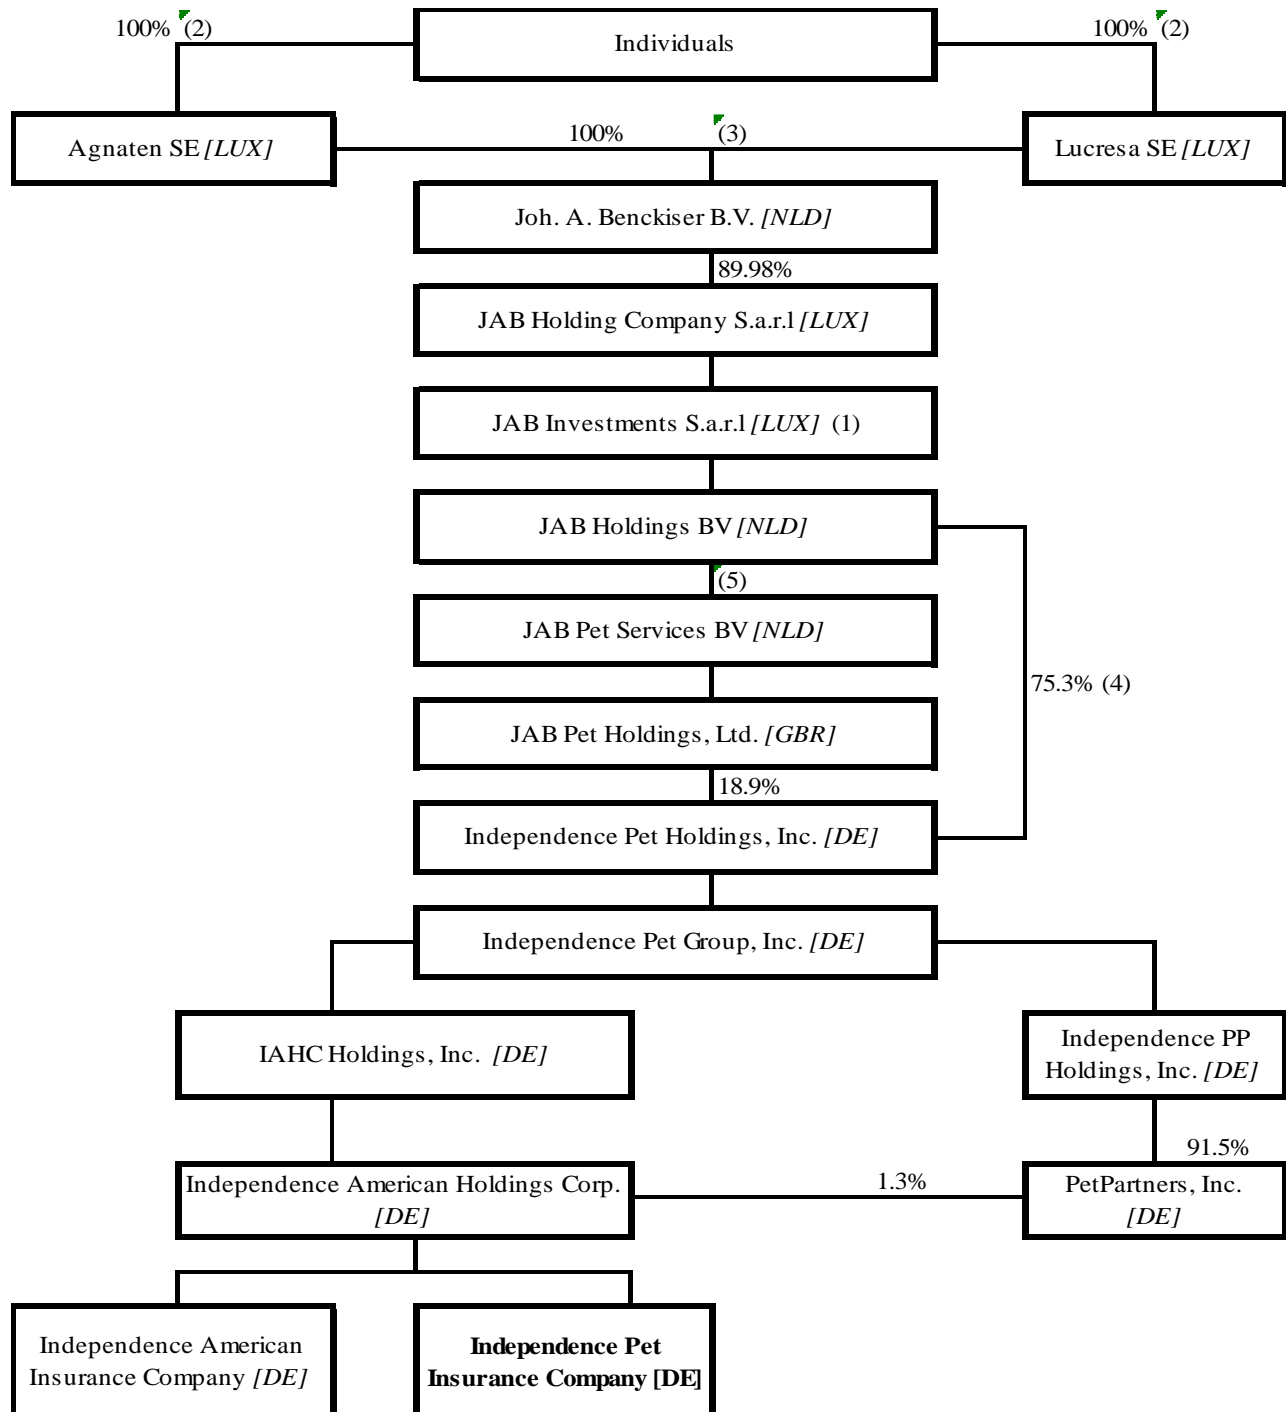 100% (2)
Individuals
100% (2)
Agnaten SE [LUX]
100%
(3)
Lucresa SE [LUX]
Joh. A. Benckiser B.V. [NLD]
89.98%
JAB Holding Company S.a.r.l [LUX]
JAB Investments S.a.r.l [LUX] (1)
JAB Holdings BV [NLD]
(5)
JAB Pet Services BV [NLD]
75.3% (4)
JAB Pet Holdings, Ltd. [GBR]
18.9%
Independence Pet Holdings, Inc. [DE]
Independence Pet Group, Inc. [DE]
IAHC Holdings, Inc. [DE]
Independence PP
Holdings, Inc. [DE]
91.5%
Independence American Holdings Corp.
[DE]
1.3%
PetPartners, Inc.
[DE]
Independence American
Insurance Company [DE]
Independence Pet
Insurance Company [DE]